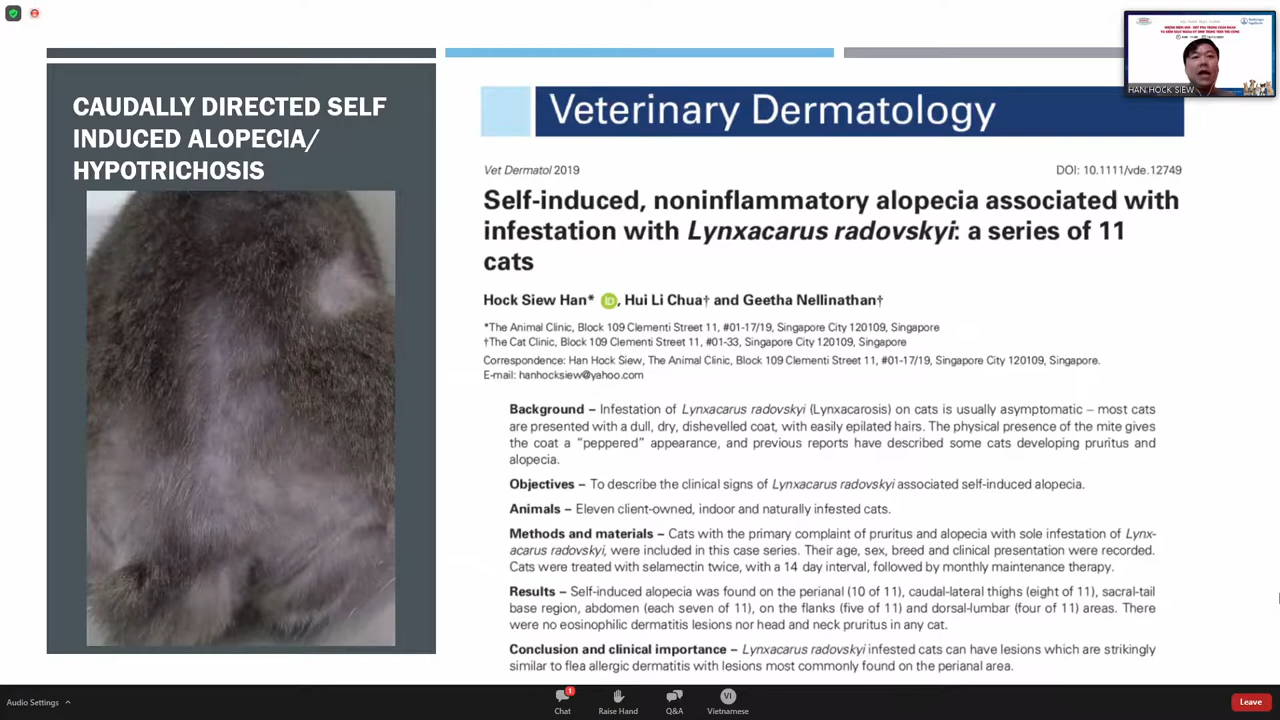 HAN HOCK SIEW
CAUDALLY DIRECTED SELF
INDUCED ALOPECIA/
HYPOTRICHOSIS
Veterinary Dermatology
Vet Dermatol 2019
DOI: 10.1111/vde.12749
Self-induced, noninflammatory alopecia associated with
infestation with Lynxacarus radovskyi: a series of 11
cats
Hock Siew Han* iD, Hui Li Chua† and Geetha Nellinathan†
*The Animal Clinic, Block 109 Clementi Street 11, #01-17/19, Singapore City 120109, Singapore
†The Cat Clinic, Block 109 Clementi Street 11, #01-33, Singapore City 120109, Singapore
Correspondence: Han Hock Siew, The Animal Clinic, Block 109 Clementi Street 11, #01-17/19, Singapore City 120109, Singapore.
E-mail: hanhocksiew@yahoo.com
Background – Infestation of Lynxacarus radovskyi (Lynxacarosis) on cats is usually asymptomatic – most cats
are presented with a dull, dry, dishevelled coat, with easily epilated hairs. The physical presence of the mite gives
the coat a “peppered” appearance, and previous reports have described some cats developing pruritus and
alopecia.
Objectives – To describe the clinical signs of Lynxacarus radovskyi associated self-induced alopecia.
Animals – Eleven client-owned, indoor and naturally infested cats.
Methods and materials – Cats with the primary complaint of pruritus and alopecia with sole infestation of Lynx-
acarus radovskyi, were included in this case series. Their age, sex, breed and clinical presentation were recorded.
Cats were treated with selamectin twice, with a 14 day interval, followed by monthly maintenance therapy.
Results – Self-induced alopecia was found on the perianal (10 of 11), caudal-lateral thighs (eight of 11), sacral-tail
base region, abdomen (each seven of 11), on the flanks (five of 11) and dorsal-lumbar (four of 11) areas. There
were no eosinophilic dermatitis lesions nor head and neck pruritus in any cat.
Conclusion and clinical importance – Lynxacarus radovskyi infested cats can have lesions which are strikingly
similar to flea allergic dermatitis with lesions most commonly found on the perianal area.
Audio Settings
1
Chat
Raise Hand
Q&A
VI
Vietnamese
Leave